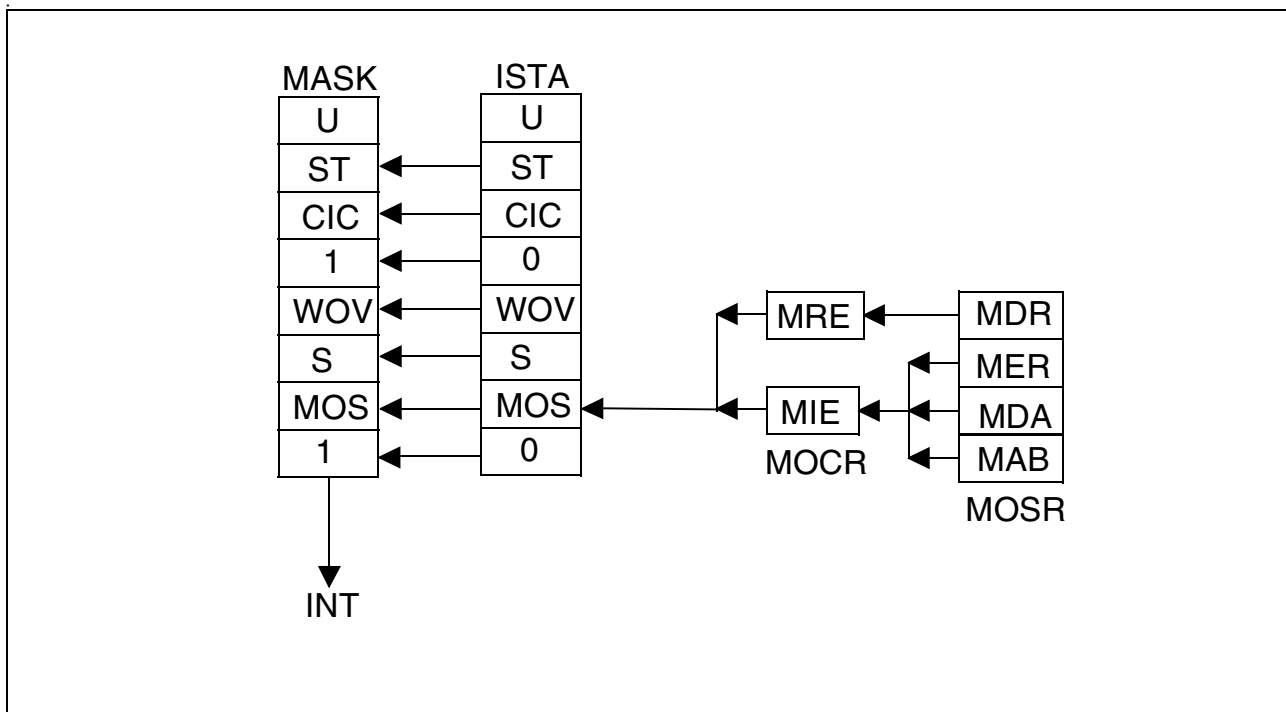 MASK ISTA
U U
ST ST
CIC CIC
1 0
WOV WOV
S S
MOS MOS
1 0
MRE MDR
MER
MIE MDA
MAB
MOCR
MOSR
INT